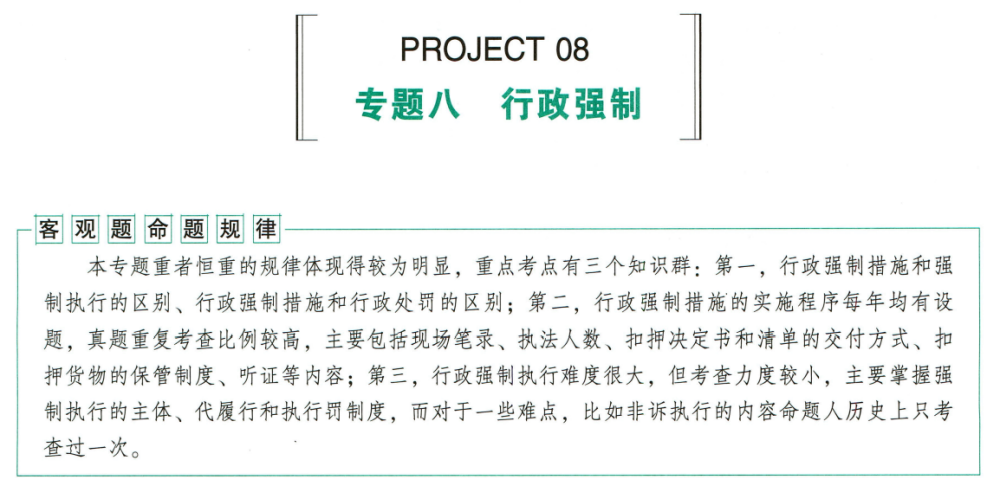 PROJECT 08
专题八 行政强制
客观题命题规律
本专题重者恒重的规律体现得较为明显，重点考点有三个知识群：第一，行政强制措施和强
制执行的区别、行政强制措施和行政处罚的区别；第二，行政强制措施的实施程序每年均有设
题，真题重复考查比例较高，主要包括现场笔录、执法人数、扣押决定书和清单的交付方式、扣
押货物的保管制度、听证等内容；第三，行政强制执行难度很大，但考查力度较小，主要掌握强
制执行的主体、代履行和执行罚制度，而对于一些难点，比如非诉执行的内容命题人历史上只考
查过一次。